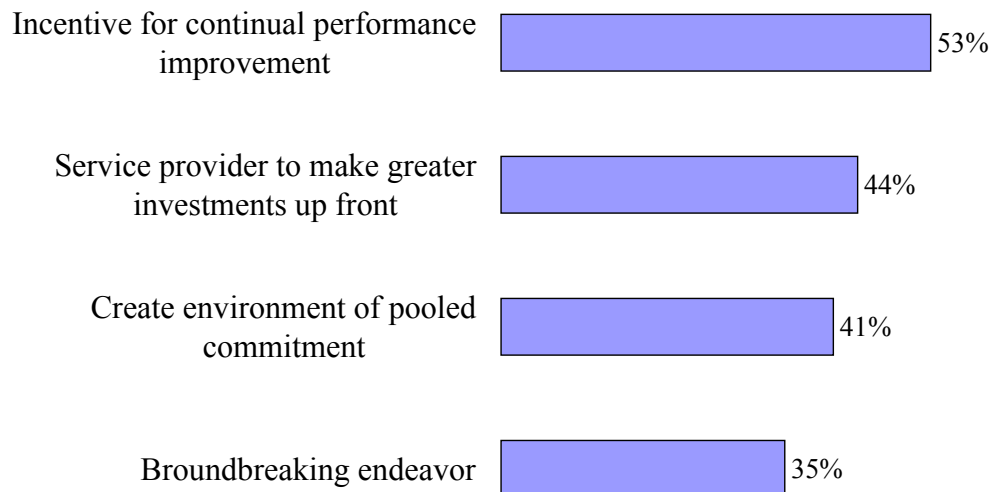 Incentive for continual performance
improvement
53%
Service provider to make greater
investments up front
44%
Create environment of pooled
commitment
41%
Broundbreaking endeavor
35%